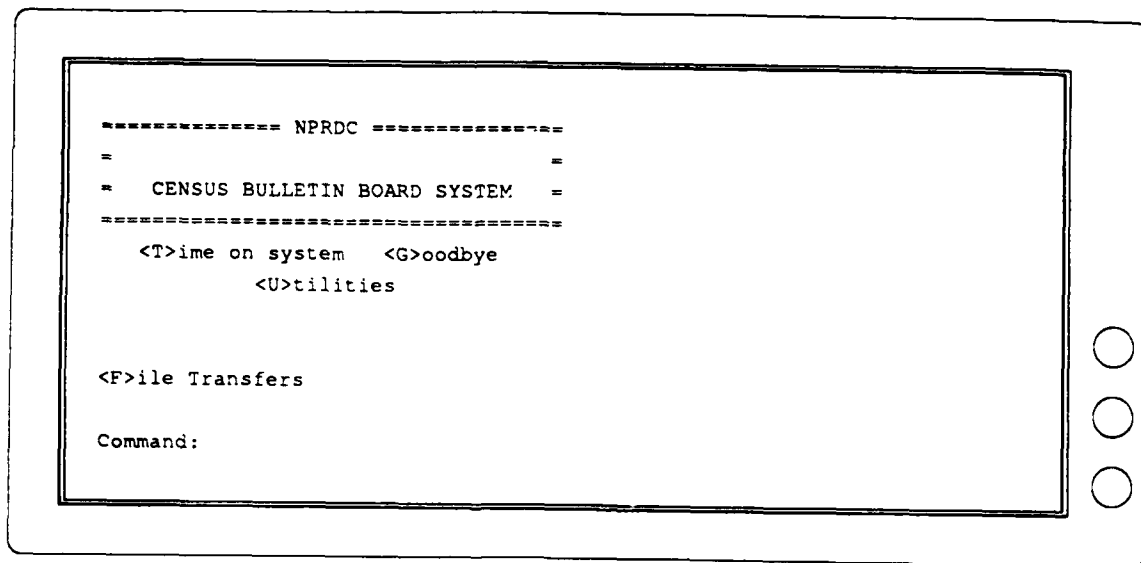 ============== NPRDC ===============
= =
= CENSUS BULLETIN BOARD SYSTEM =
====================================
<T>ime on system <G>oodbye
<U>tilities
<F>ile Transfers
Command: